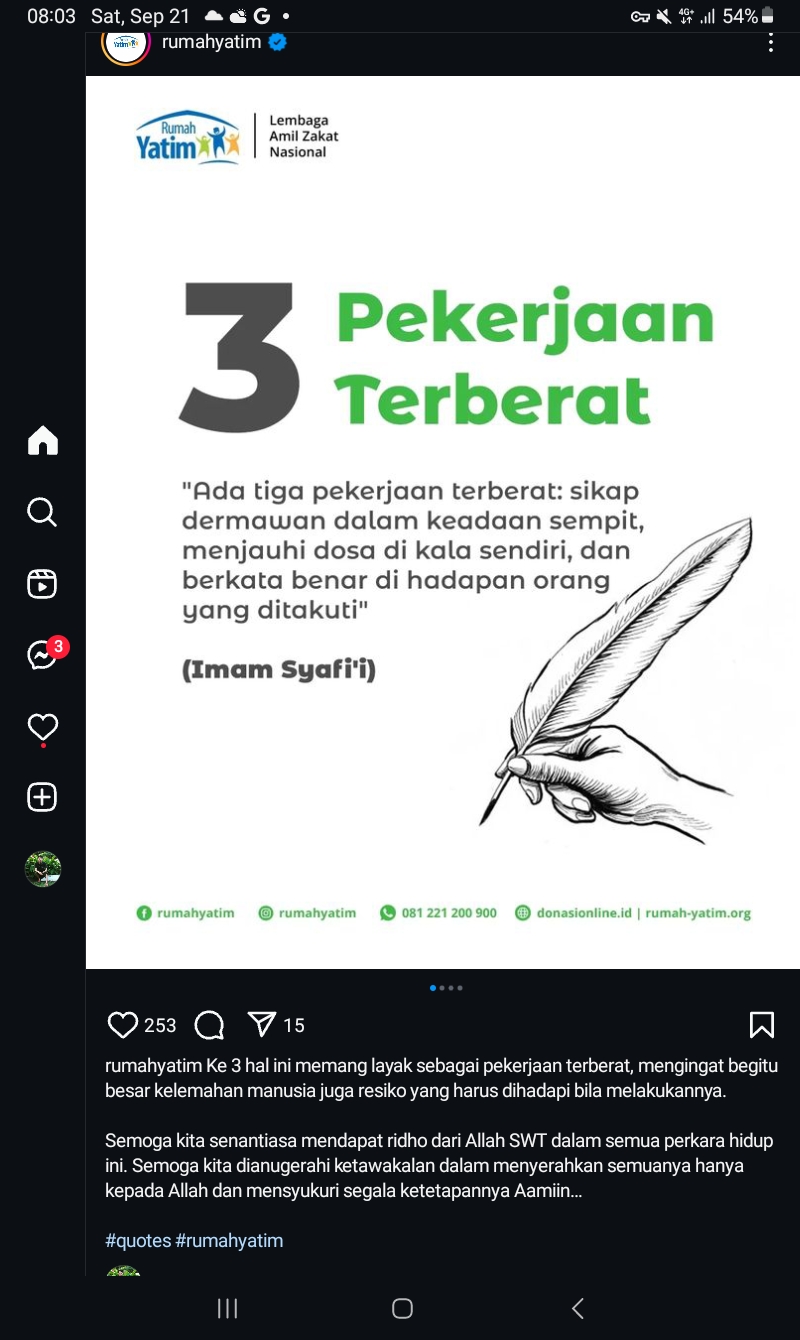 08:03 Sat, Sep 21 G
4G+ 54%
rumahyatim
Rumah
Yatim
Lembaga
Amil Zakat
Nasional
3 Pekerjaan
Terberat
"Ada tiga pekerjaan terberat: sikap
dermawan dalam keadaan sempit,
menjauhi dosa di kala sendiri, dan
berkata benar di hadapan orang
yang ditakuti"
(Imam Syafi'i)
3
rumahyatim rumahyatim 081 221 200 900 donasionline.id | rumah-yatim.org
253 15
rumahyatim Ke 3 hal ini memang layak sebagai pekerjaan terberat, mengingat begitu
besar kelemahan manusia juga resiko yang harus dihadapi bila melakukannya.
Semoga kita senantiasa mendapat ridho dari Allah SWT dalam semua perkara hidup
ini. Semoga kita dianugerahi ketawakalan dalam menyerahkan semuanya hanya
kepada Allah dan mensyukuri segala ketetapannya Aamiin...
#quotes #rumahyatim